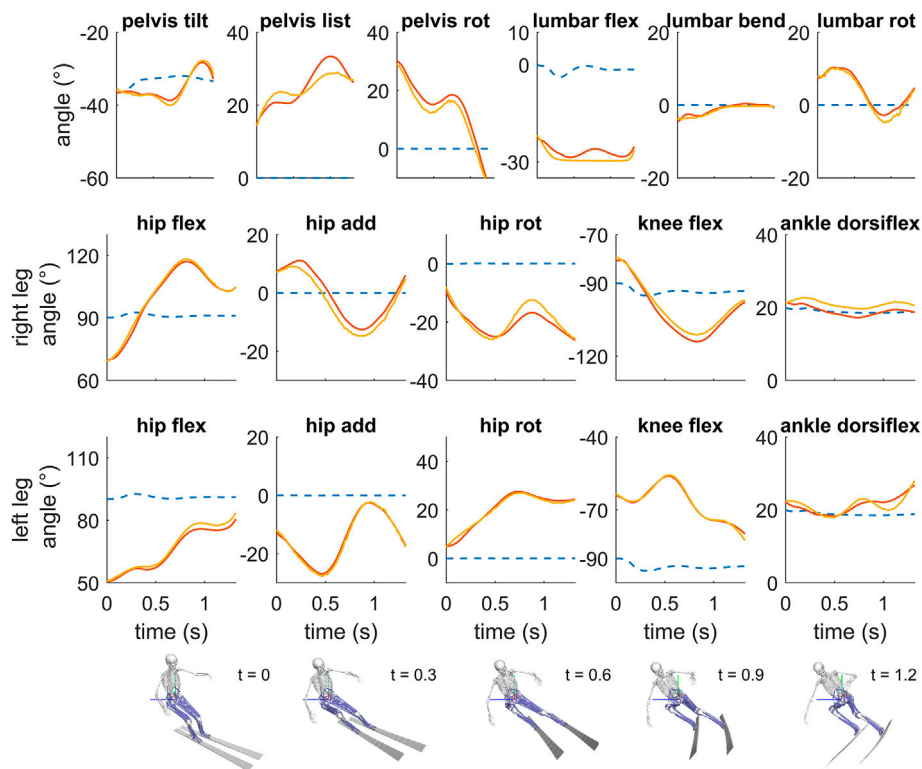 pelvis tilt pelvis list pelvis rot lumbar flex lumbar bend lumbar rot
angle (°)
-20 -40 -60
40 20 0
40 20 0
10 0 -30
20 0 -20
20 0 -20
hip flex hip add hip rot knee flex ankle dorsiflex
right leg
angle (°)
120 90 60
20 0 -20
0 -20 -40
-70 -90 -120
40 20 0
hip flex hip add hip rot knee flex ankle dorsiflex
left leg
angle (°)
110 80 50
20 0 -20
40 20 0
-40 -60 -90
40 20 0
0 0.5 1 0 0.5 1 0 0.5 1 0 0.5 1 0 0.5 1
time (s) time (s) time (s) time (s) time (s)
t = 0 t = 0.3 t = 0.6 t = 0.9 t = 1.2